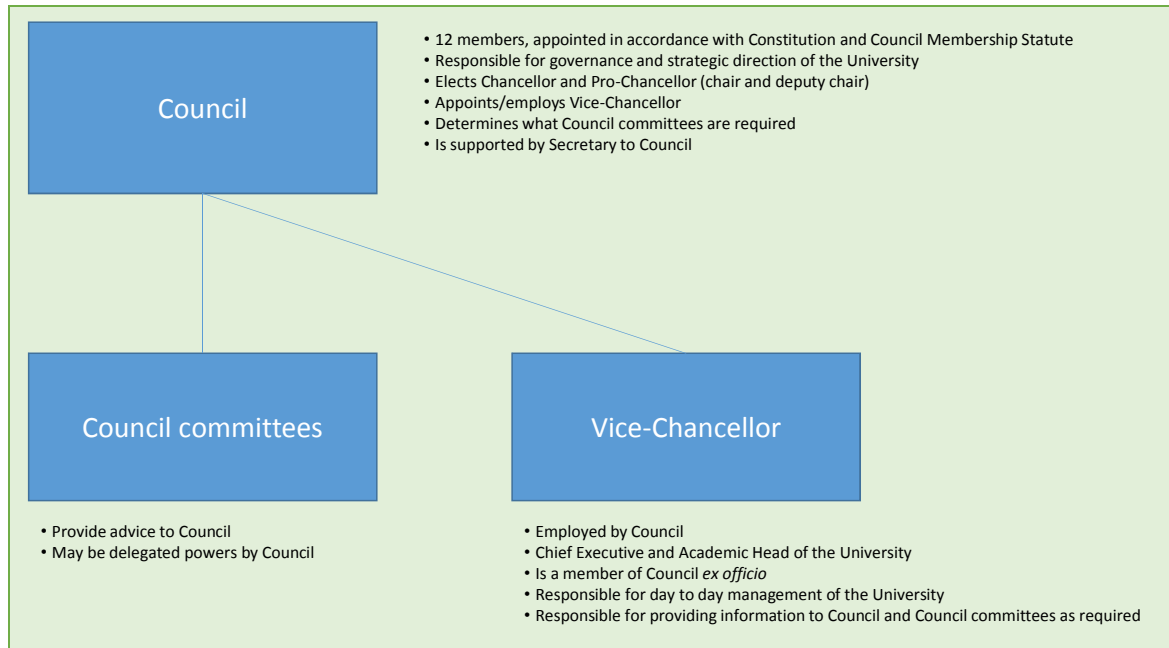 Council
• 12 members, appointed in accordance with Constitution and Council Membership Statute
• Responsible for governance and strategic direction of the University
• Elects Chancellor and Pro-Chancellor (chair and deputy chair)
• Appoints/employs Vice-Chancellor
• Determines what Council committees are required
• Is supported by Secretary to Council
Council committees
• Provide advice to Council
• May be delegated powers by Council
Vice-Chancellor
• Employed by Council
• Chief Executive and Academic Head of the University
• Is a member of Council ex officio
• Responsible for day to day management of the University
• Responsible for providing information to Council and Council committees as required